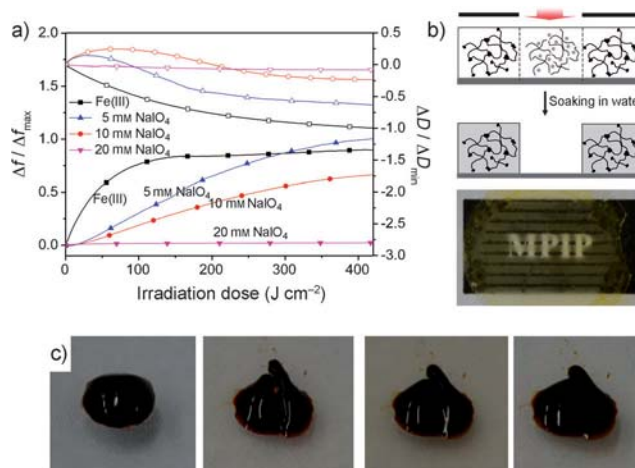 a)
2.0
1.5
1.0
0.5
0.0
Δf / Δfmax
0.5
0.0
-0.5
-1.0
-1.5
-2.0
-2.5
-3.0
ΔD / ΔDmin
Fe(III)
5 mM NaIO4
10 mM NaIO4
20 mM NaIO4
Fe(III)
5 mM NaIO4
10 mM NaIO4
20 mM NaIO4
0 100 200 300 400
Irradiation dose (J cm–2)
b)
Soaking in wate
MPIP
c)